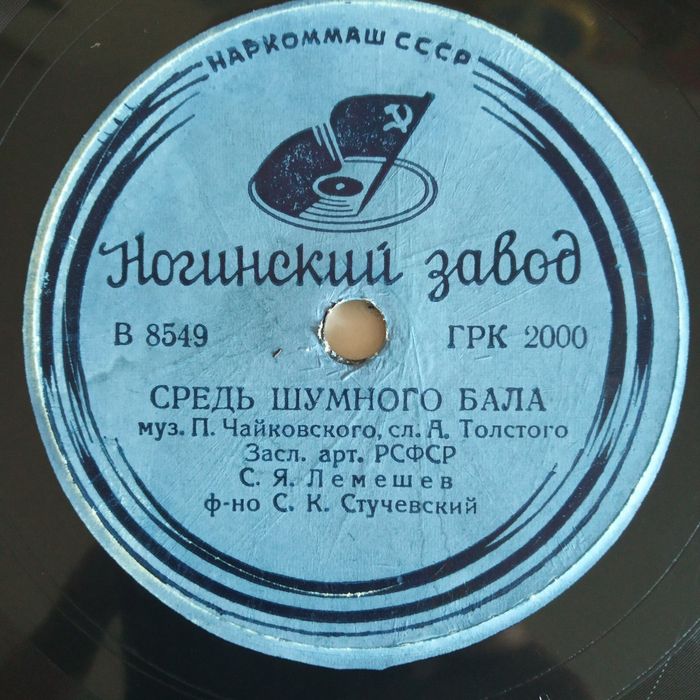 НАРКОММАШ СССР
Ногинский завод
В 8549 ГРК 2000
СРЕДЬ ШУМНОГО БАЛА
муз. П. Чайковского, сл. А. Толстого
Засл. арт. РСФСР
С. Я. Лемешев
ф-но С. К. Стучевский